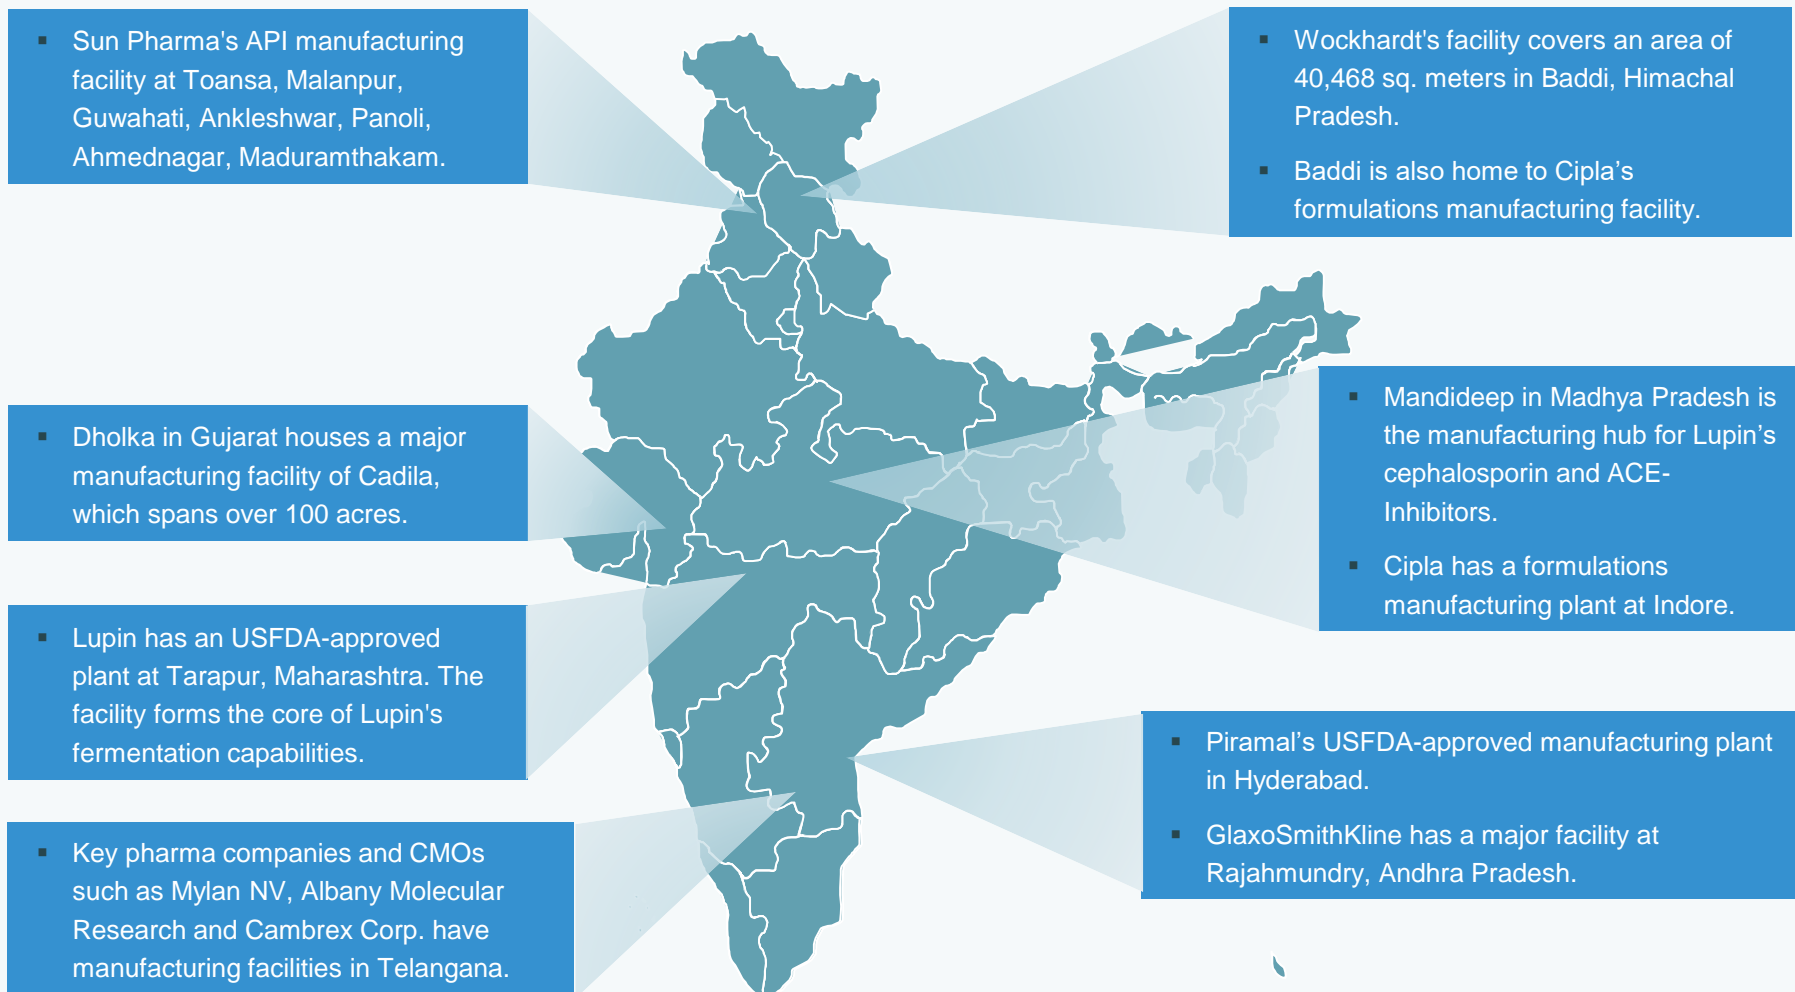 ▪ Sun Pharma's API manufacturing
facility at Toansa, Malanpur,
Guwahati, Ankleshwar, Panoli,
Ahmednagar, Maduramthakam.
▪ Wockhardt's facility covers an area of
40,468 sq. meters in Baddi, Himachal
Pradesh.
▪ Baddi is also home to Cipla’s
formulations manufacturing facility.
▪ Dholka in Gujarat houses a major
manufacturing facility of Cadila,
which spans over 100 acres.
▪ Mandideep in Madhya Pradesh is
the manufacturing hub for Lupin’s
cephalosporin and ACE-
Inhibitors.
▪ Cipla has a formulations
manufacturing plant at Indore.
▪ Lupin has an USFDA-approved
plant at Tarapur, Maharashtra. The
facility forms the core of Lupin's
fermentation capabilities.
▪ Piramal’s USFDA-approved manufacturing plant
in Hyderabad.
▪ GlaxoSmithKline has a major facility at
Rajahmundry, Andhra Pradesh.
▪ Key pharma companies and CMOs
such as Mylan NV, Albany Molecular
Research and Cambrex Corp. have
manufacturing facilities in Telangana.